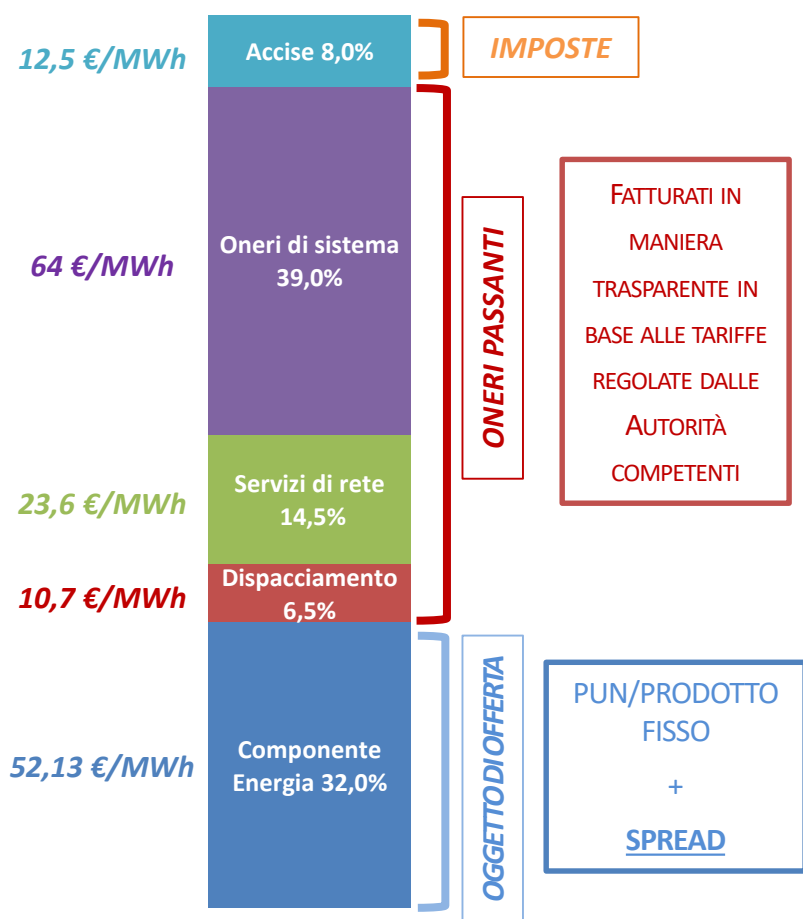 12,5 €/MWh
Accise 8,0%
IMPOSTE
64 €/MWh
Oneri di sistema
39,0%
23,6 €/MWh
Servizi di rete
14,5%
10,7 €/MWh
Dispacciamento
6,5%
ONERI PASSANTI
FATTURATI IN
MANIERA
TRASPARENTE IN
BASE ALLE TARIFFE
REGOLATE DALLE
AUTORITÀ
COMPETENTI
52,13 €/MWh
Componente
Energia 32,0%
OGGETTO DI OFFERTA
PUN/PRODOTTO
FISSO
+
SPREAD